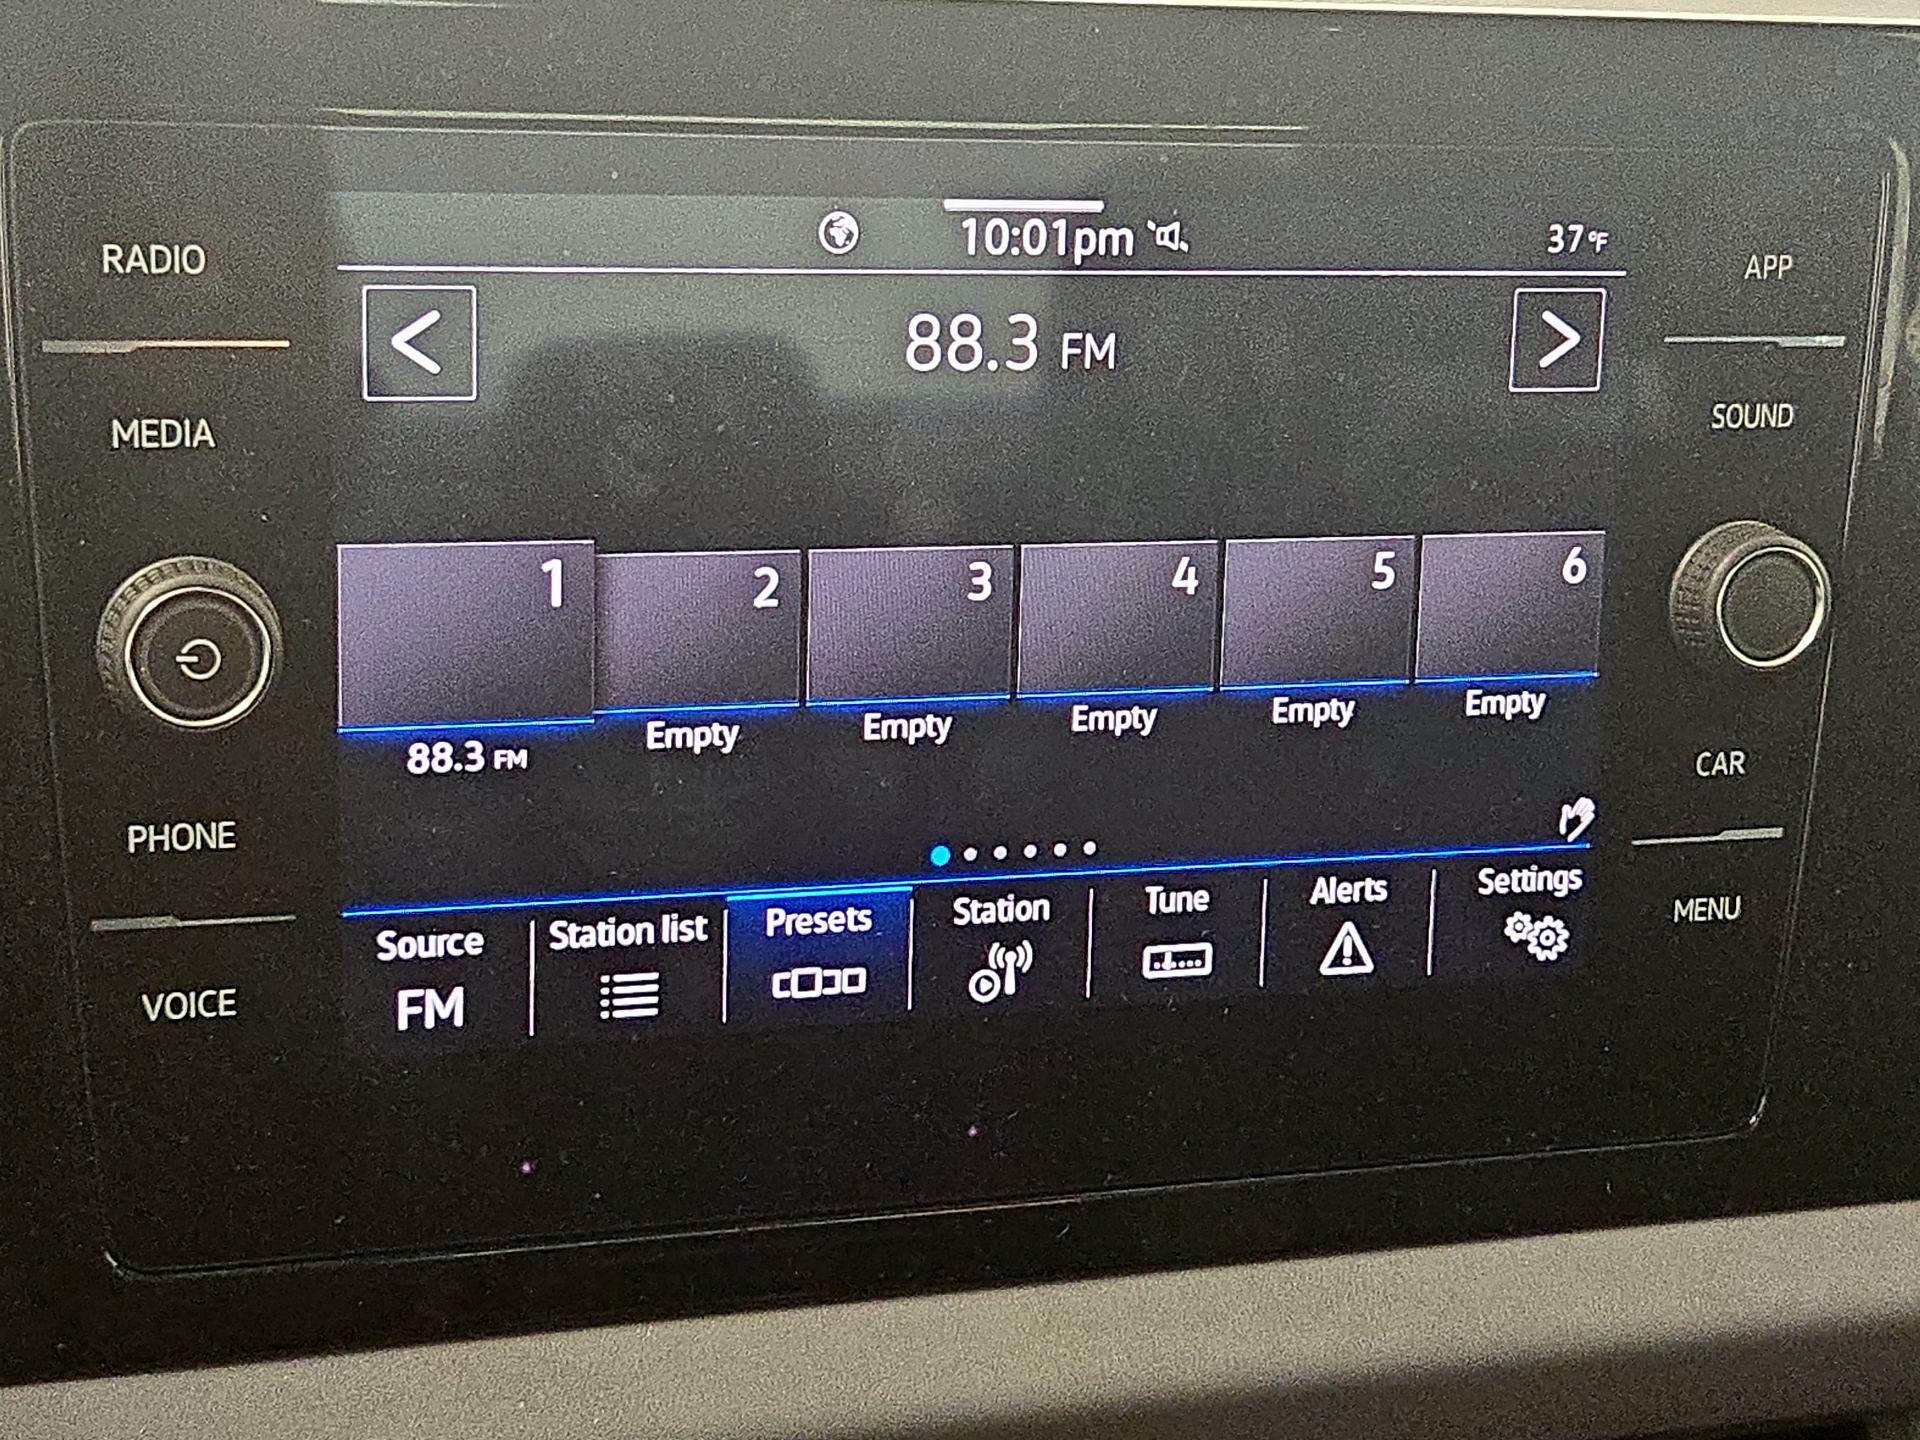 RADIO
MEDIA
PHONE
VOICE
10:01pm
37°F
<
88.3 FM
>
1
2
3
4
5
6
88.3 FM
Empty
Empty
Empty
Empty
Empty
Source
FM
Station list
Presets
Station
Tune
Alerts
Settings
APP
SOUND
CAR
MENU